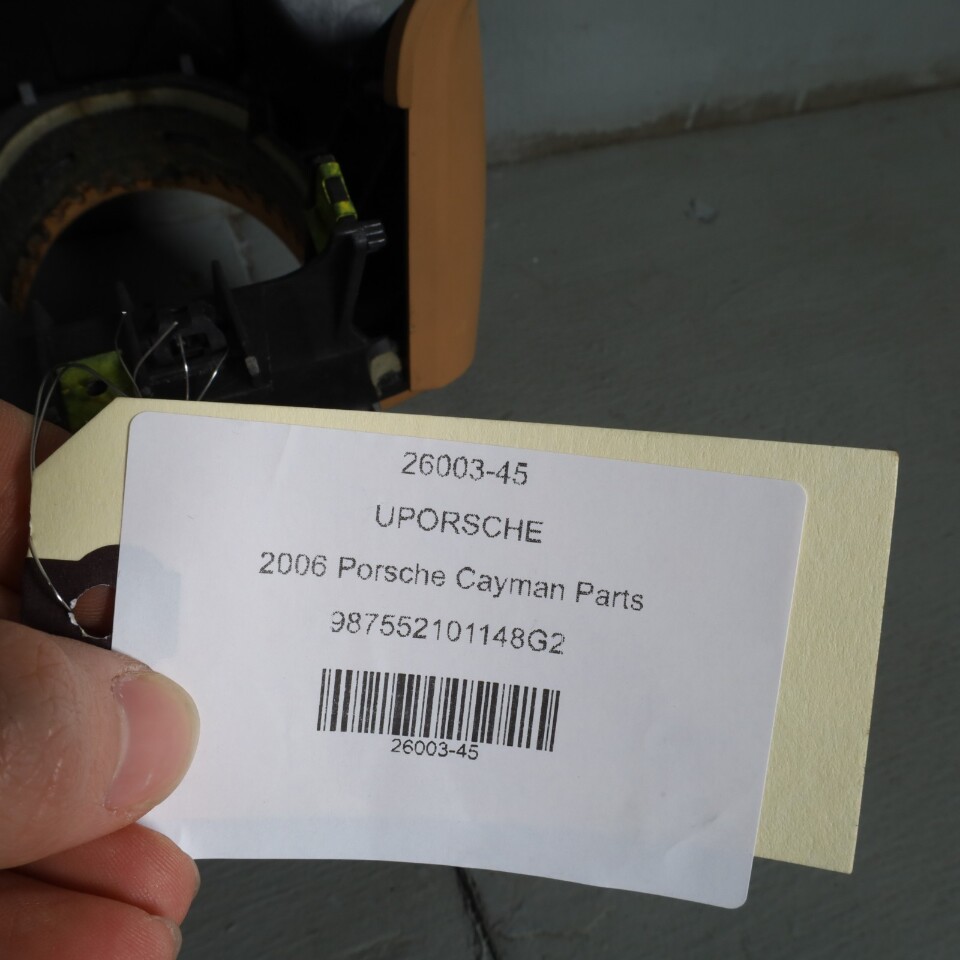 26003-45
UPORSCHE
2006 Porsche Cayman Parts
987552101148G2
26003-45